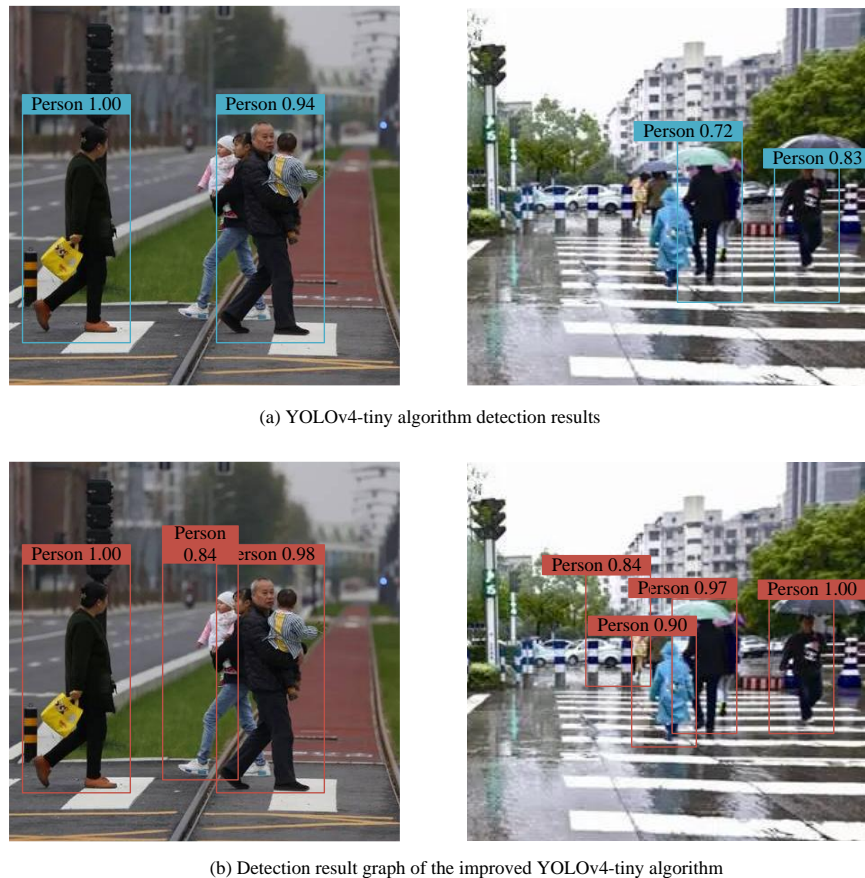 Person 1.00
Person 0.94
Person 0.72
Person 0.83
(a) YOLOv4-tiny algorithm detection results
Person 1.00
Person
0.84
erson 0.98
Person 0.84
Person 0.97
Person 1.00
Person 0.90
(b) Detection result graph of the improved YOLOv4-tiny algorithm